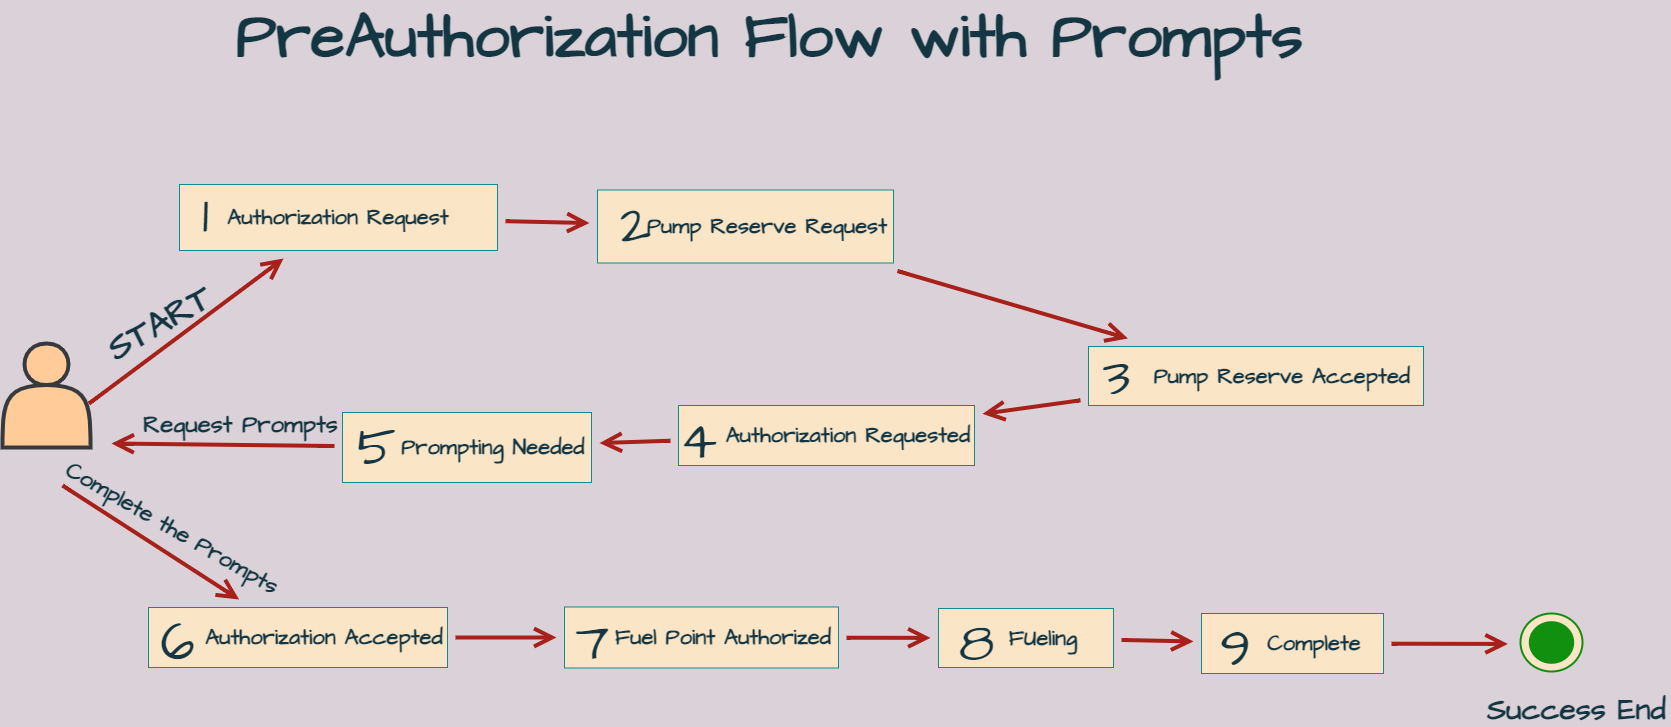 PreAuthorization Flow with Prompts
1 Authorization Request
2 Pump Reserve Request
START
3 Pump Reserve Accepted
4 Authorization Requested
5 Prompting Needed
Request Prompts
Complete the Prompts
6 Authorization Accepted
7 Fuel Point Authorized
8 FUeling
9 Complete
Success End